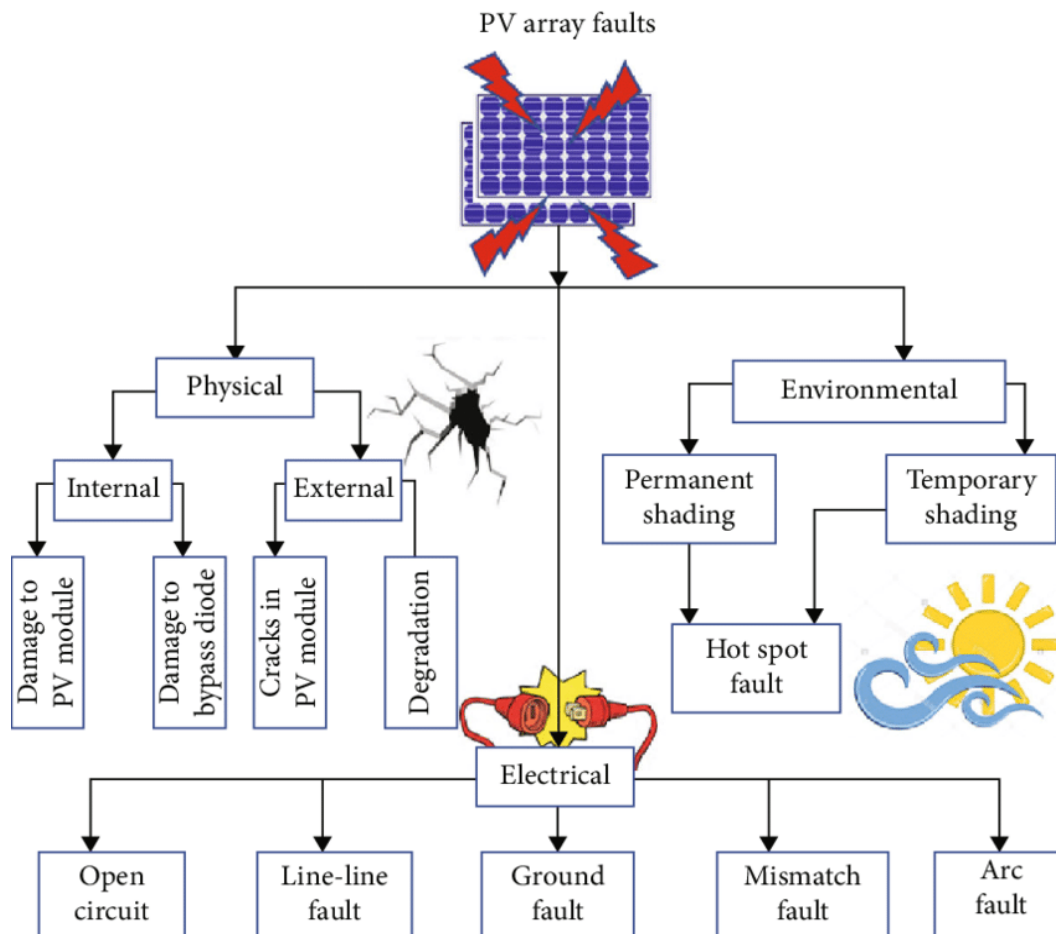 PV array faults
Physical
Environmental
Internal
External
Permanent
shading
Temporary
shading
Damage to
PV module
Damage to
bypass diode
Cracks in
PV module
Degradation
Hot spot
fault
Electrical
Open
circuit
Line-line
fault
Ground
fault
Mismatch
fault
Arc
fault